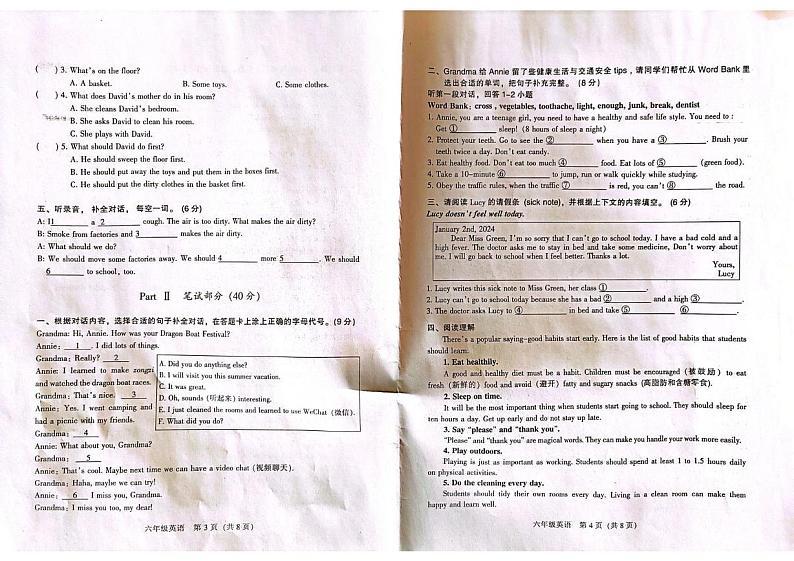 (    ) 3. What's on the floor?
A. A basket.    B. Some toys.    C. Some clothes.
(    ) 4. What does David's mother do in his room?
A. She cleans David's bedroom.
B. She asks David to clean his room.
C. She plays with David.
(    ) 5. What should David do first?
A. He should sweep the floor first.
B. He should put away the toys and put them in the boxes first.
C. He should put the dirty clothes in the basket first.
五、听录音，补全对话，每空一词。(6分)
A: I1________ a 2________ cough. The air is too dirty. What makes the air dirty?
B: Smoke from factories and 3________ makes the air dirty.
A: What should we do?
B: We should move some factories away. We should 4________ more 5________. We should
6________ to school, too.
Part Ⅱ 笔试部分 (40分)
一、根据对话内容，选择合适的句子补全对话，在答题卡上涂上正确的字母代号。(9分)
Grandma: Hi, Annie. How was your Dragon Boat Festival?
Annie: __1__. I did lots of things.
Grandma: Really? __2__
Annie: I learned to make zongzi
and watched the dragon boat races.
Grandma: That's nice. __3__
Annie: Yes. I went camping and
had a picnic with my friends.
Grandma: __4__
Annie: What about you, Grandma?
Grandma: __5__
A. Did you do anything else?
B. I will visit you this summer vacation.
C. It was great.
D. Oh, sounds (听起来) interesting.
E. I just cleaned the rooms and learned to use WeChat (微信).
F. What did you do?
Annie: That's cool. Maybe next time we can have a video chat (视频聊天).
Grandma: Haha, maybe we can try!
Annie: __6__ I miss you, Grandma.
Grandma: I miss you too, my dear!
六年级英语 第3页 (共8页)
二、Grandma 给 Annie 留了些健康生活与交通安全 tips，请同学们帮忙从 Word Bank 里
选出合适的单词，把句子补充完整。(8分)
听第一段对话，回答1-2小题
Word Bank: cross , vegetables, toothache, light, enough, junk, break, dentist
1. Annie, you are a teenage girl, you need to have a healthy and safe life style. You need to :
Get ①________ sleep! (8 hours of sleep a night)
2. Protect your teeth. Go to see the ②________ when you have a ③________. Brush your
teeth twice a day. Don't eat candy.
3. Eat healthy food. Don't eat too much ④________ food. Eat lots of ⑤________ (green food).
4. Take a 10-minute ⑥________ to jump, run or walk quickly while studying.
5. Obey the traffic rules, when the traffic ⑦________ is red, you can't ⑧________ the road.
三、请阅读 Lucy 的请假条 (sick note)，并根据上下文的内容填空。(6分)
Lucy doesn't feel well today.
January 2nd, 2024
Dear Miss Green, I'm so sorry that I can't go to school today. I have a bad cold and a
high fever. The doctor asks me to stay in bed and take some medicine, Don't worry about
me. I will go back to school when I feel better. Thanks a lot.
Yours,
Lucy
1. Lucy writes this sick note to Miss Green, her class ①________.
2. Lucy can't go to school today because she has a bad ②________ and a high ③________.
3. The doctor asks Lucy to ④________ in bed and take ⑤________ ⑥________.
四、阅读理解
There's a popular saying-good habits start early. Here is the list of good habits that students
should learn.
1. Eat healthily.
A good and healthy diet must be a habit. Children must be encouraged (被鼓励) to eat
fresh (新鲜的) food and avoid (避开) fatty and sugary snacks (高脂肪和含糖零食).
2. Sleep on time.
It will be the most important thing when students start going to school. They should sleep for
ten hours a day. Get up early and do not stay up late.
3. Say "please" and "thank you".
"Please" and "thank you" are magical words. They can make you handle your work more easily.
4. Play outdoors.
Playing is just as important as working. Students should spend at least 1 to 1.5 hours daily
on physical activities.
5. Do the cleaning every day.
Students should tidy their own rooms every day. Living in a clean room can make them
happy and learn well.
六年级英语 第4页 (共8页)